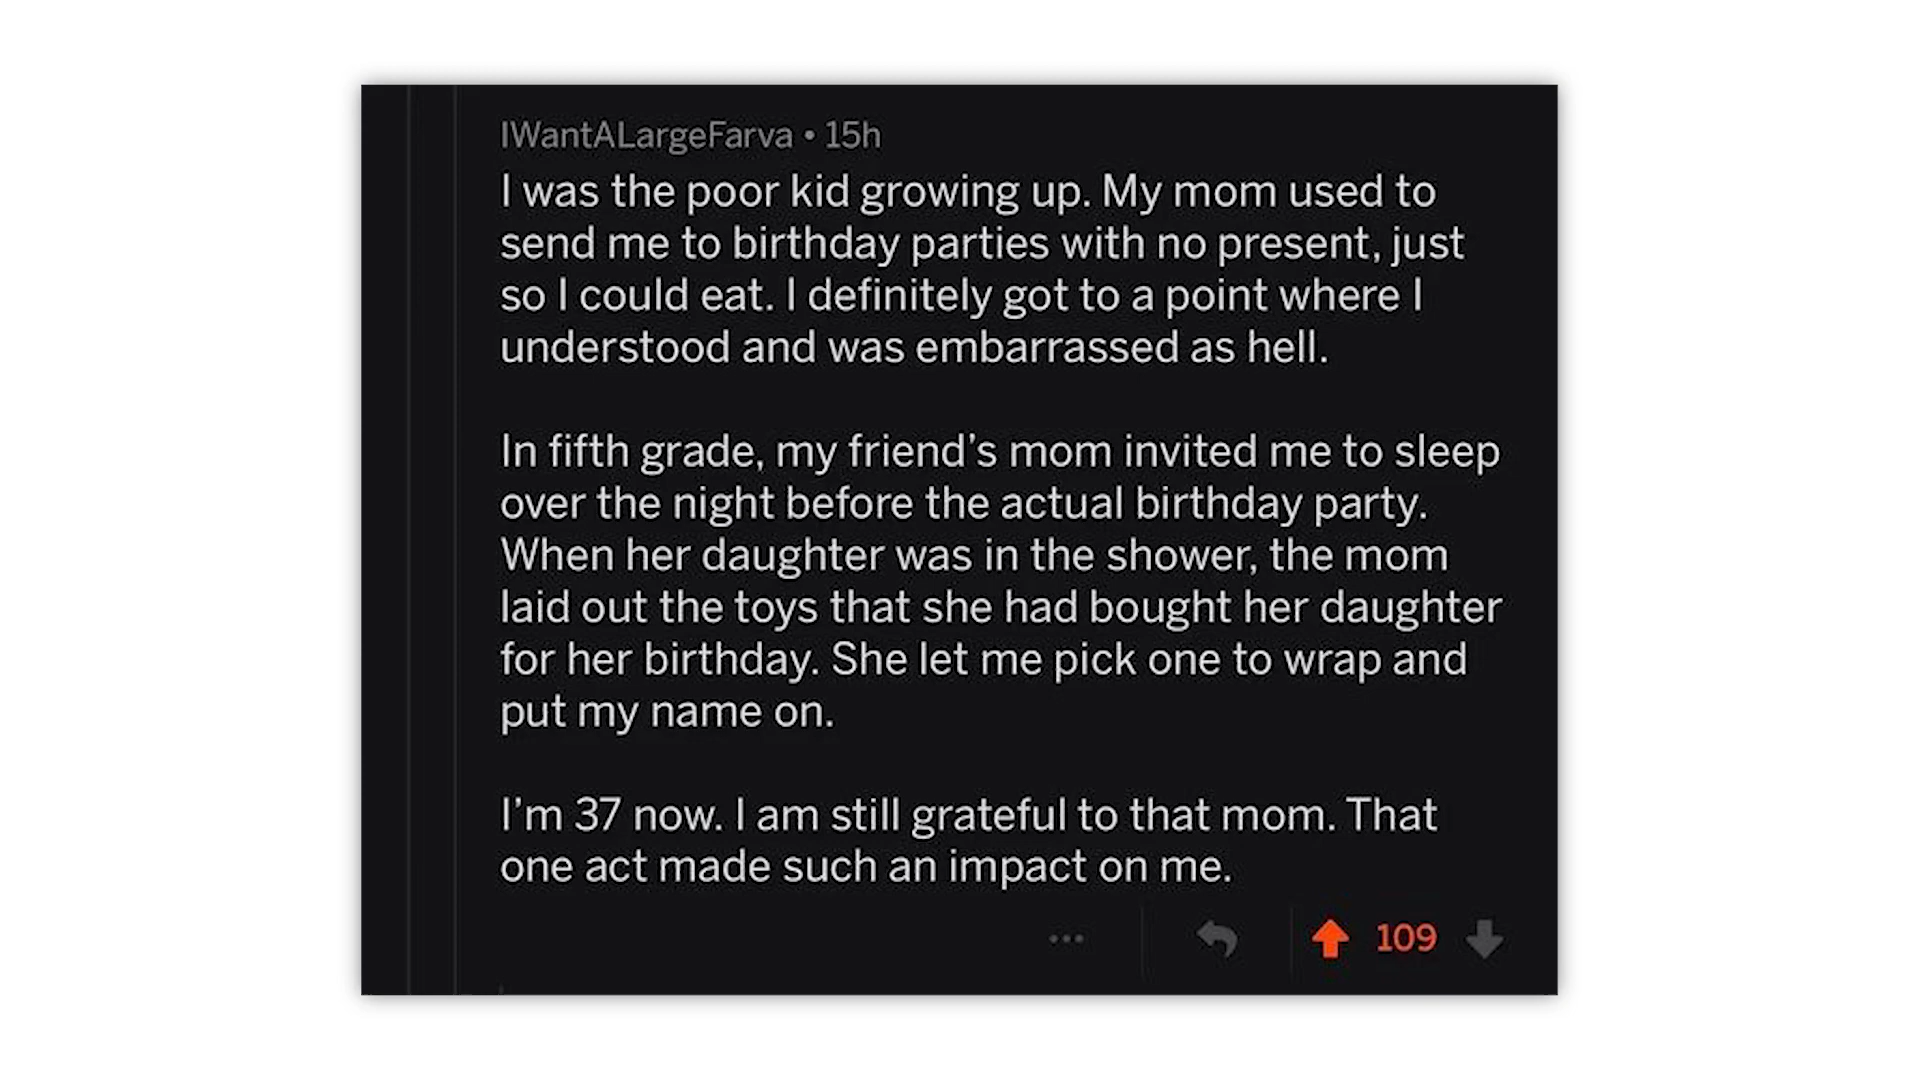 IWantALargeFarva • 15h
I was the poor kid growing up. My mom used to
send me to birthday parties with no present, just
so I could eat. I definitely got to a point where I
understood and was embarrassed as hell.
In fifth grade, my friend’s mom invited me to sleep
over the night before the actual birthday party.
When her daughter was in the shower, the mom
laid out the toys that she had bought her daughter
for her birthday. She let me pick one to wrap and
put my name on.
I’m 37 now. I am still grateful to that mom. That
one act made such an impact on me.
109